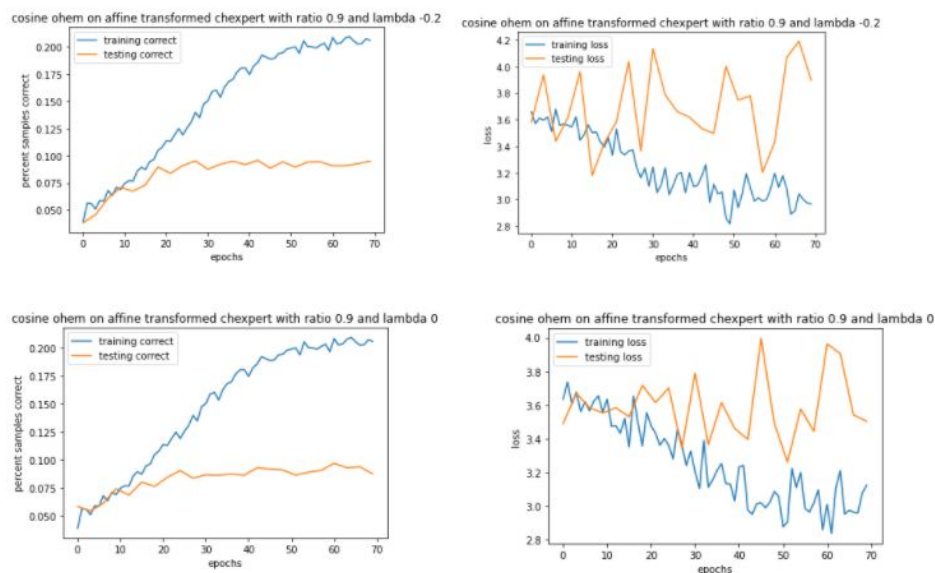 cosine ohem on affine transformed chexpert with ratio 0.9 and lambda -0.2
training correct
testing correct
0.200
0.175
0.150
0.125
0.100
0.075
0.050
percent samples correct
0 10 20 30 40 50 60 70
epochs
cosine ohem on affine transformed chexpert with ratio 0.9 and lambda -0.2
training loss
testing loss
4.2
4.0
3.8
3.6
3.4
3.2
3.0
2.8
loss
0 10 20 30 40 50 60 70
epochs
cosine ohem on affine transformed chexpert with ratio 0.9 and lambda 0
training correct
testing correct
0.200
0.175
0.150
0.125
0.100
0.075
0.050
percent samples correct
0 10 20 30 40 50 60 70
epochs
cosine ohem on affine transformed chexpert with ratio 0.9 and lambda 0
training loss
testing loss
4.0
3.8
3.6
3.4
3.2
3.0
2.8
loss
0 10 20 30 40 50 60 70
epochs